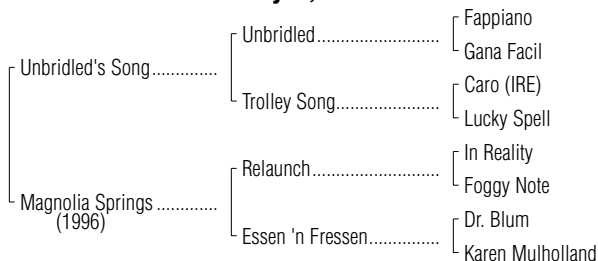 Fappiano
Unbridled
Gana Facil
Unbridled's Song
Caro (IRE)
Trolley Song
Lucky Spell
In Reality
Relaunch
Foggy Note
Magnolia Springs
(1996)
Dr. Blum
Essen 'n Fressen
Karen Mulholland